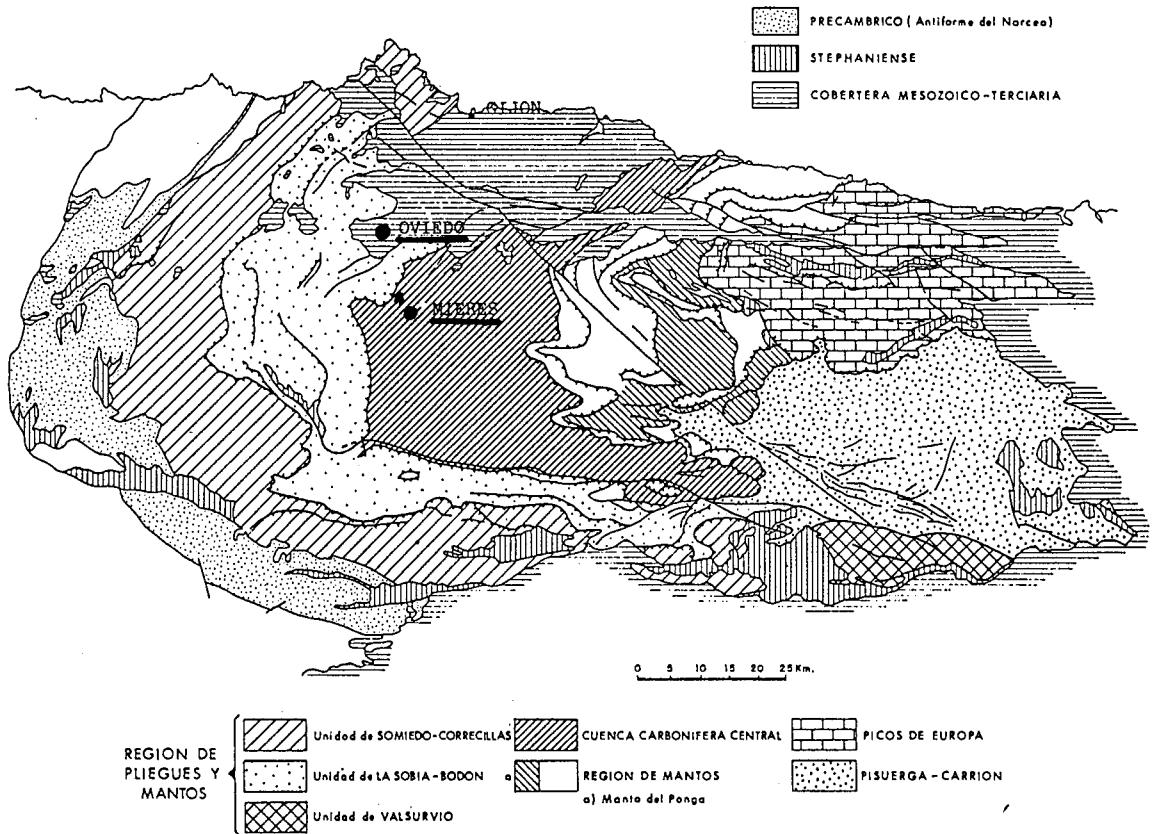 PRECAMBRICO (Antiforme del Narcea)
STEPHANIENSE
COBERTERA MESOZOICO-TERCIARIA
GIJON
OVIEDO
MIERES
0 5 10 15 20 25 Km.
REGION DE PLIEGUES Y MANTOS
Unidad de SOMIEDO-CORRECILLAS
Unidad de LA SOBIA-BODON
Unidad de VALSURVIO
CUENCA CARBONIFERA CENTRAL
a
REGION DE MANTOS
a) Manto del Ponga
PICOS DE EUROPA
PISUERGA-CARRION